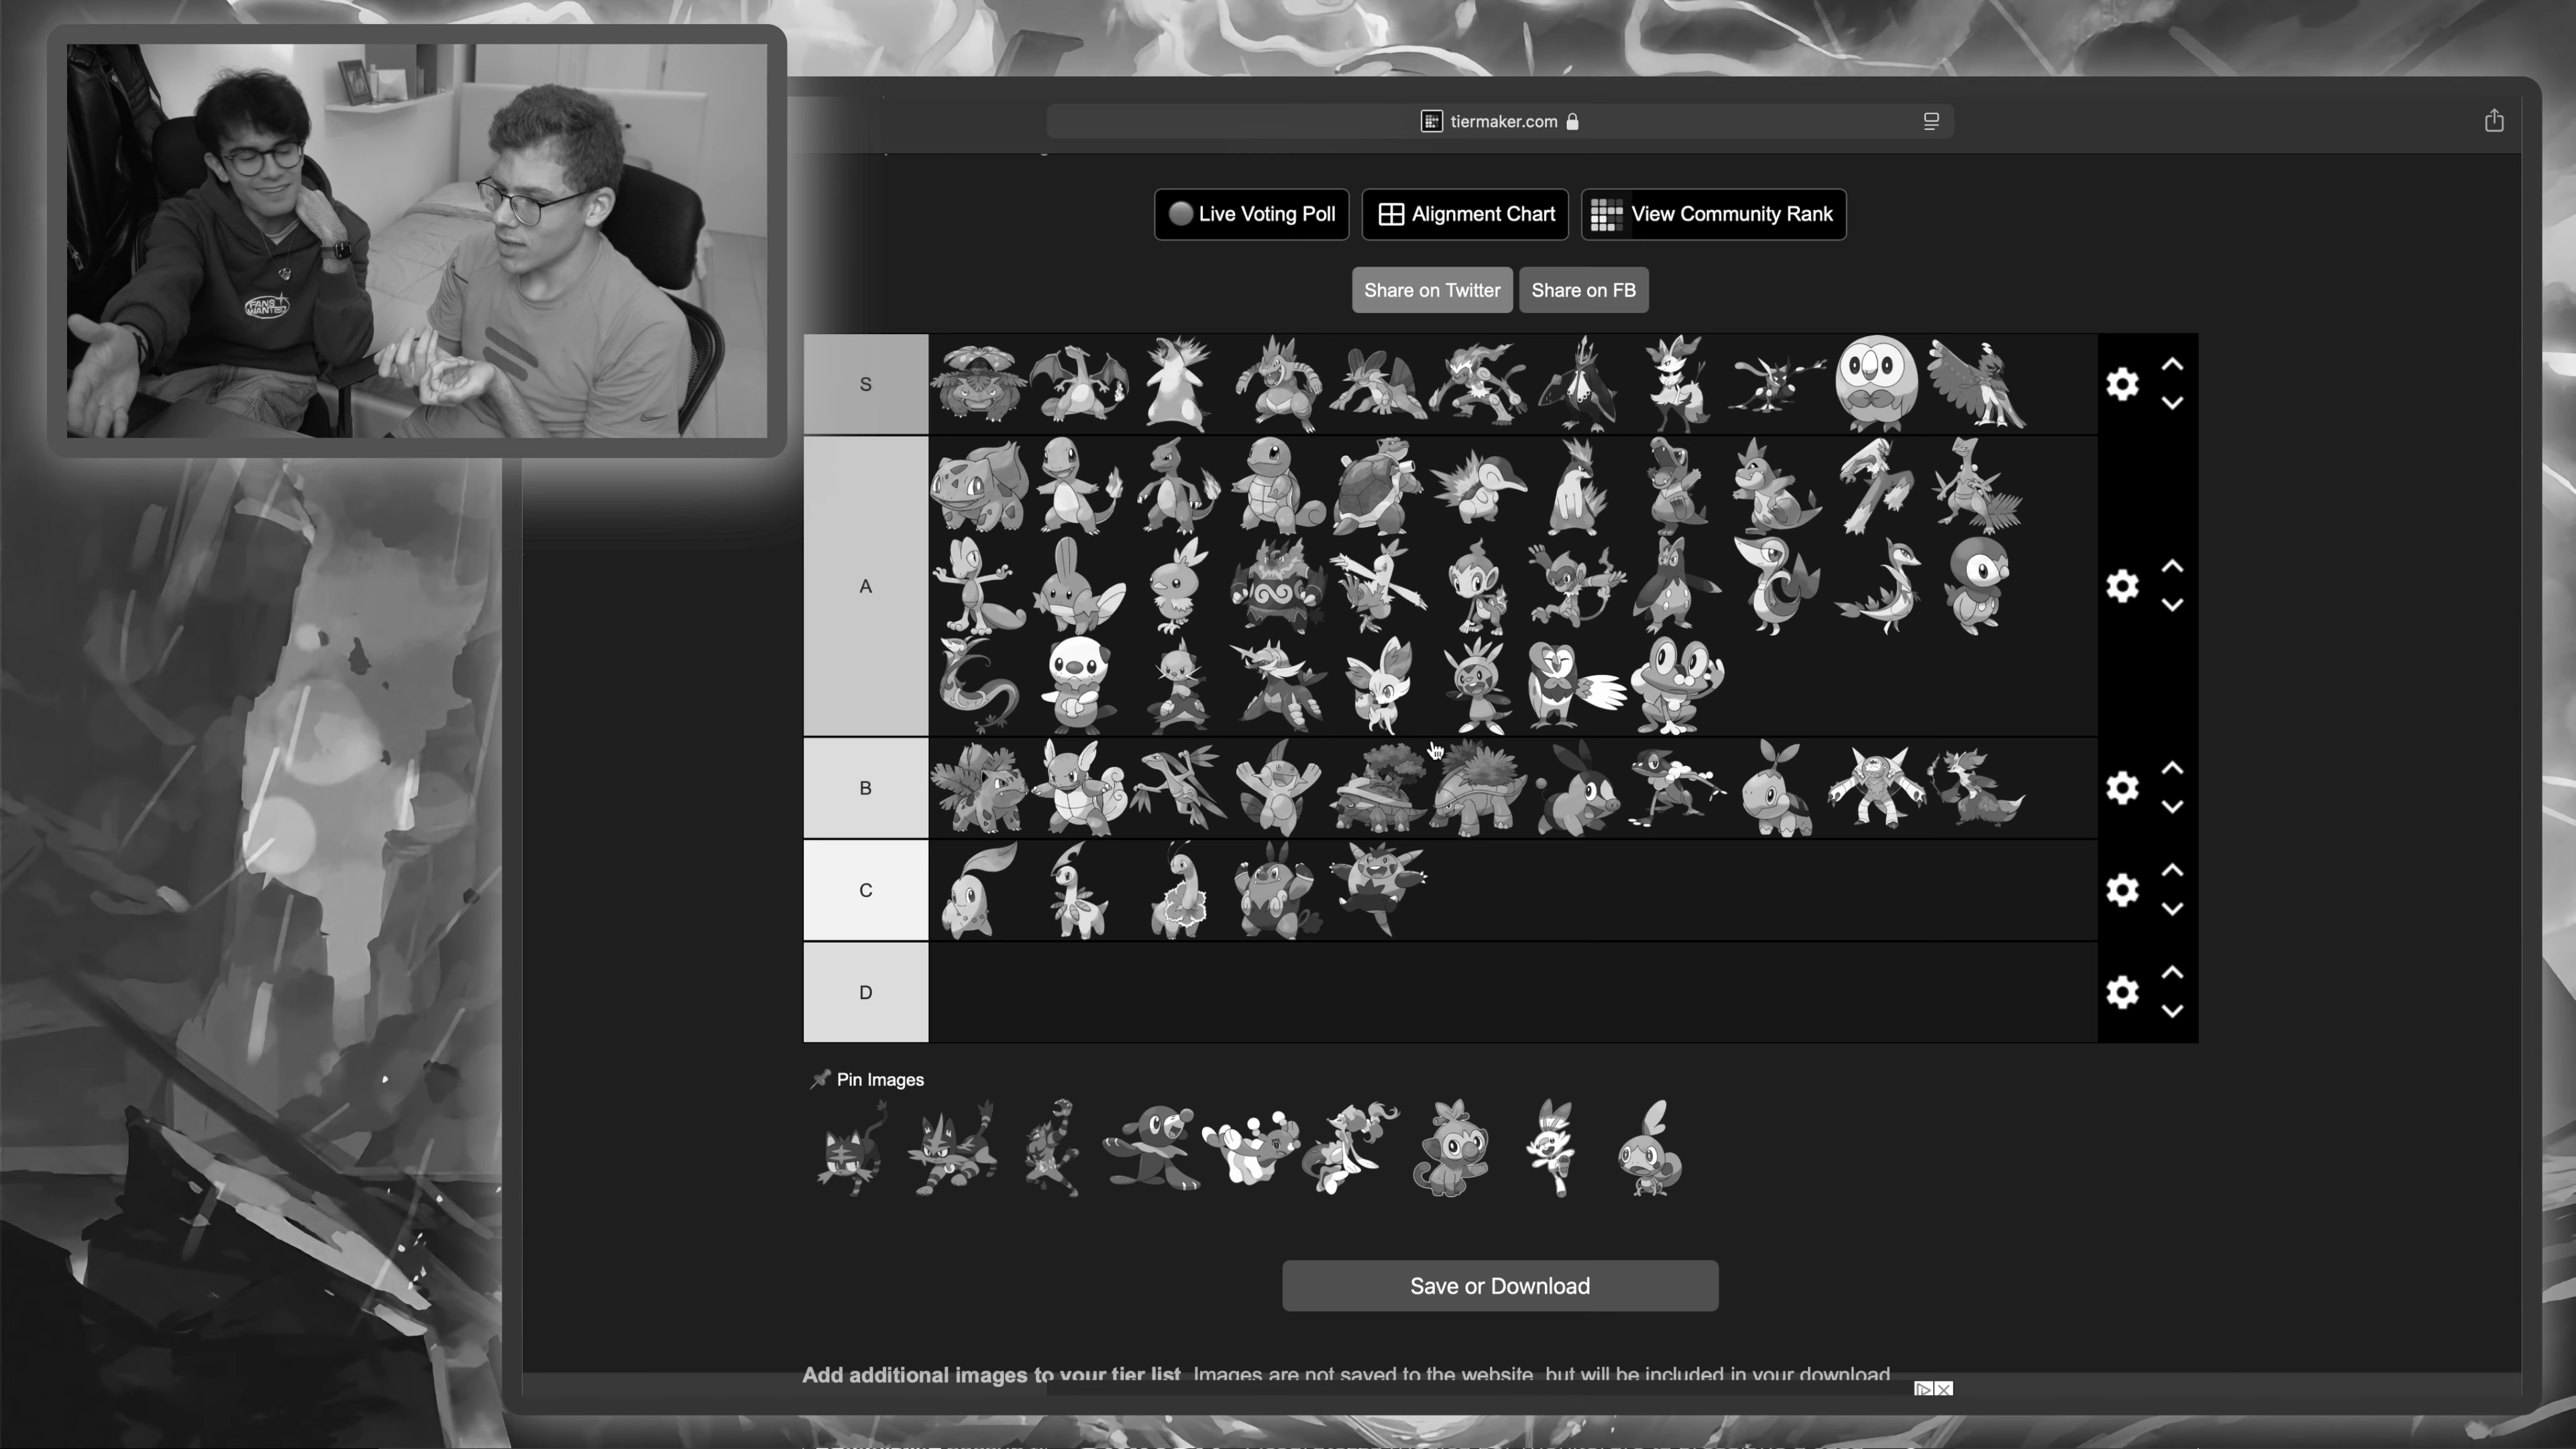 tiermaker.com
Live Voting Poll
Alignment Chart
View Community Rank
Share on Twitter
Share on FB
FANS
WANTED
S
A
B
C
D
Pin Images
Save or Download
Add additional images to your tier list Images are not saved to the website, but will be included in your download